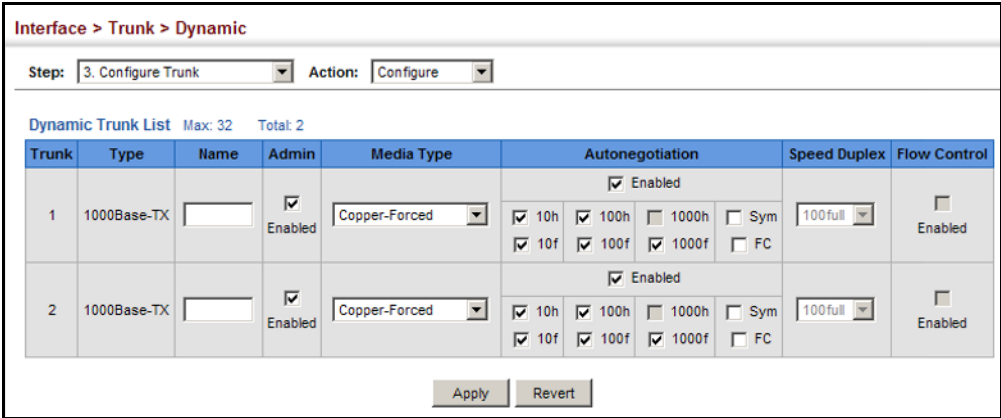 Interface > Trunk > Dynamic
Step: 3. Configure Trunk Action: Configure
Dynamic Trunk List Max: 32 Total: 2
Trunk Type Name Admin Media Type Autonegotiation Speed Duplex Flow Control
1 1000Base-TX Enabled Copper-Forced Enabled 100full Enabled
10h 100h 1000h Sym
10f 100f 1000f FC
2 1000Base-TX Enabled Copper-Forced Enabled 100full Enabled
10h 100h 1000h Sym
10f 100f 1000f FC
Apply Revert